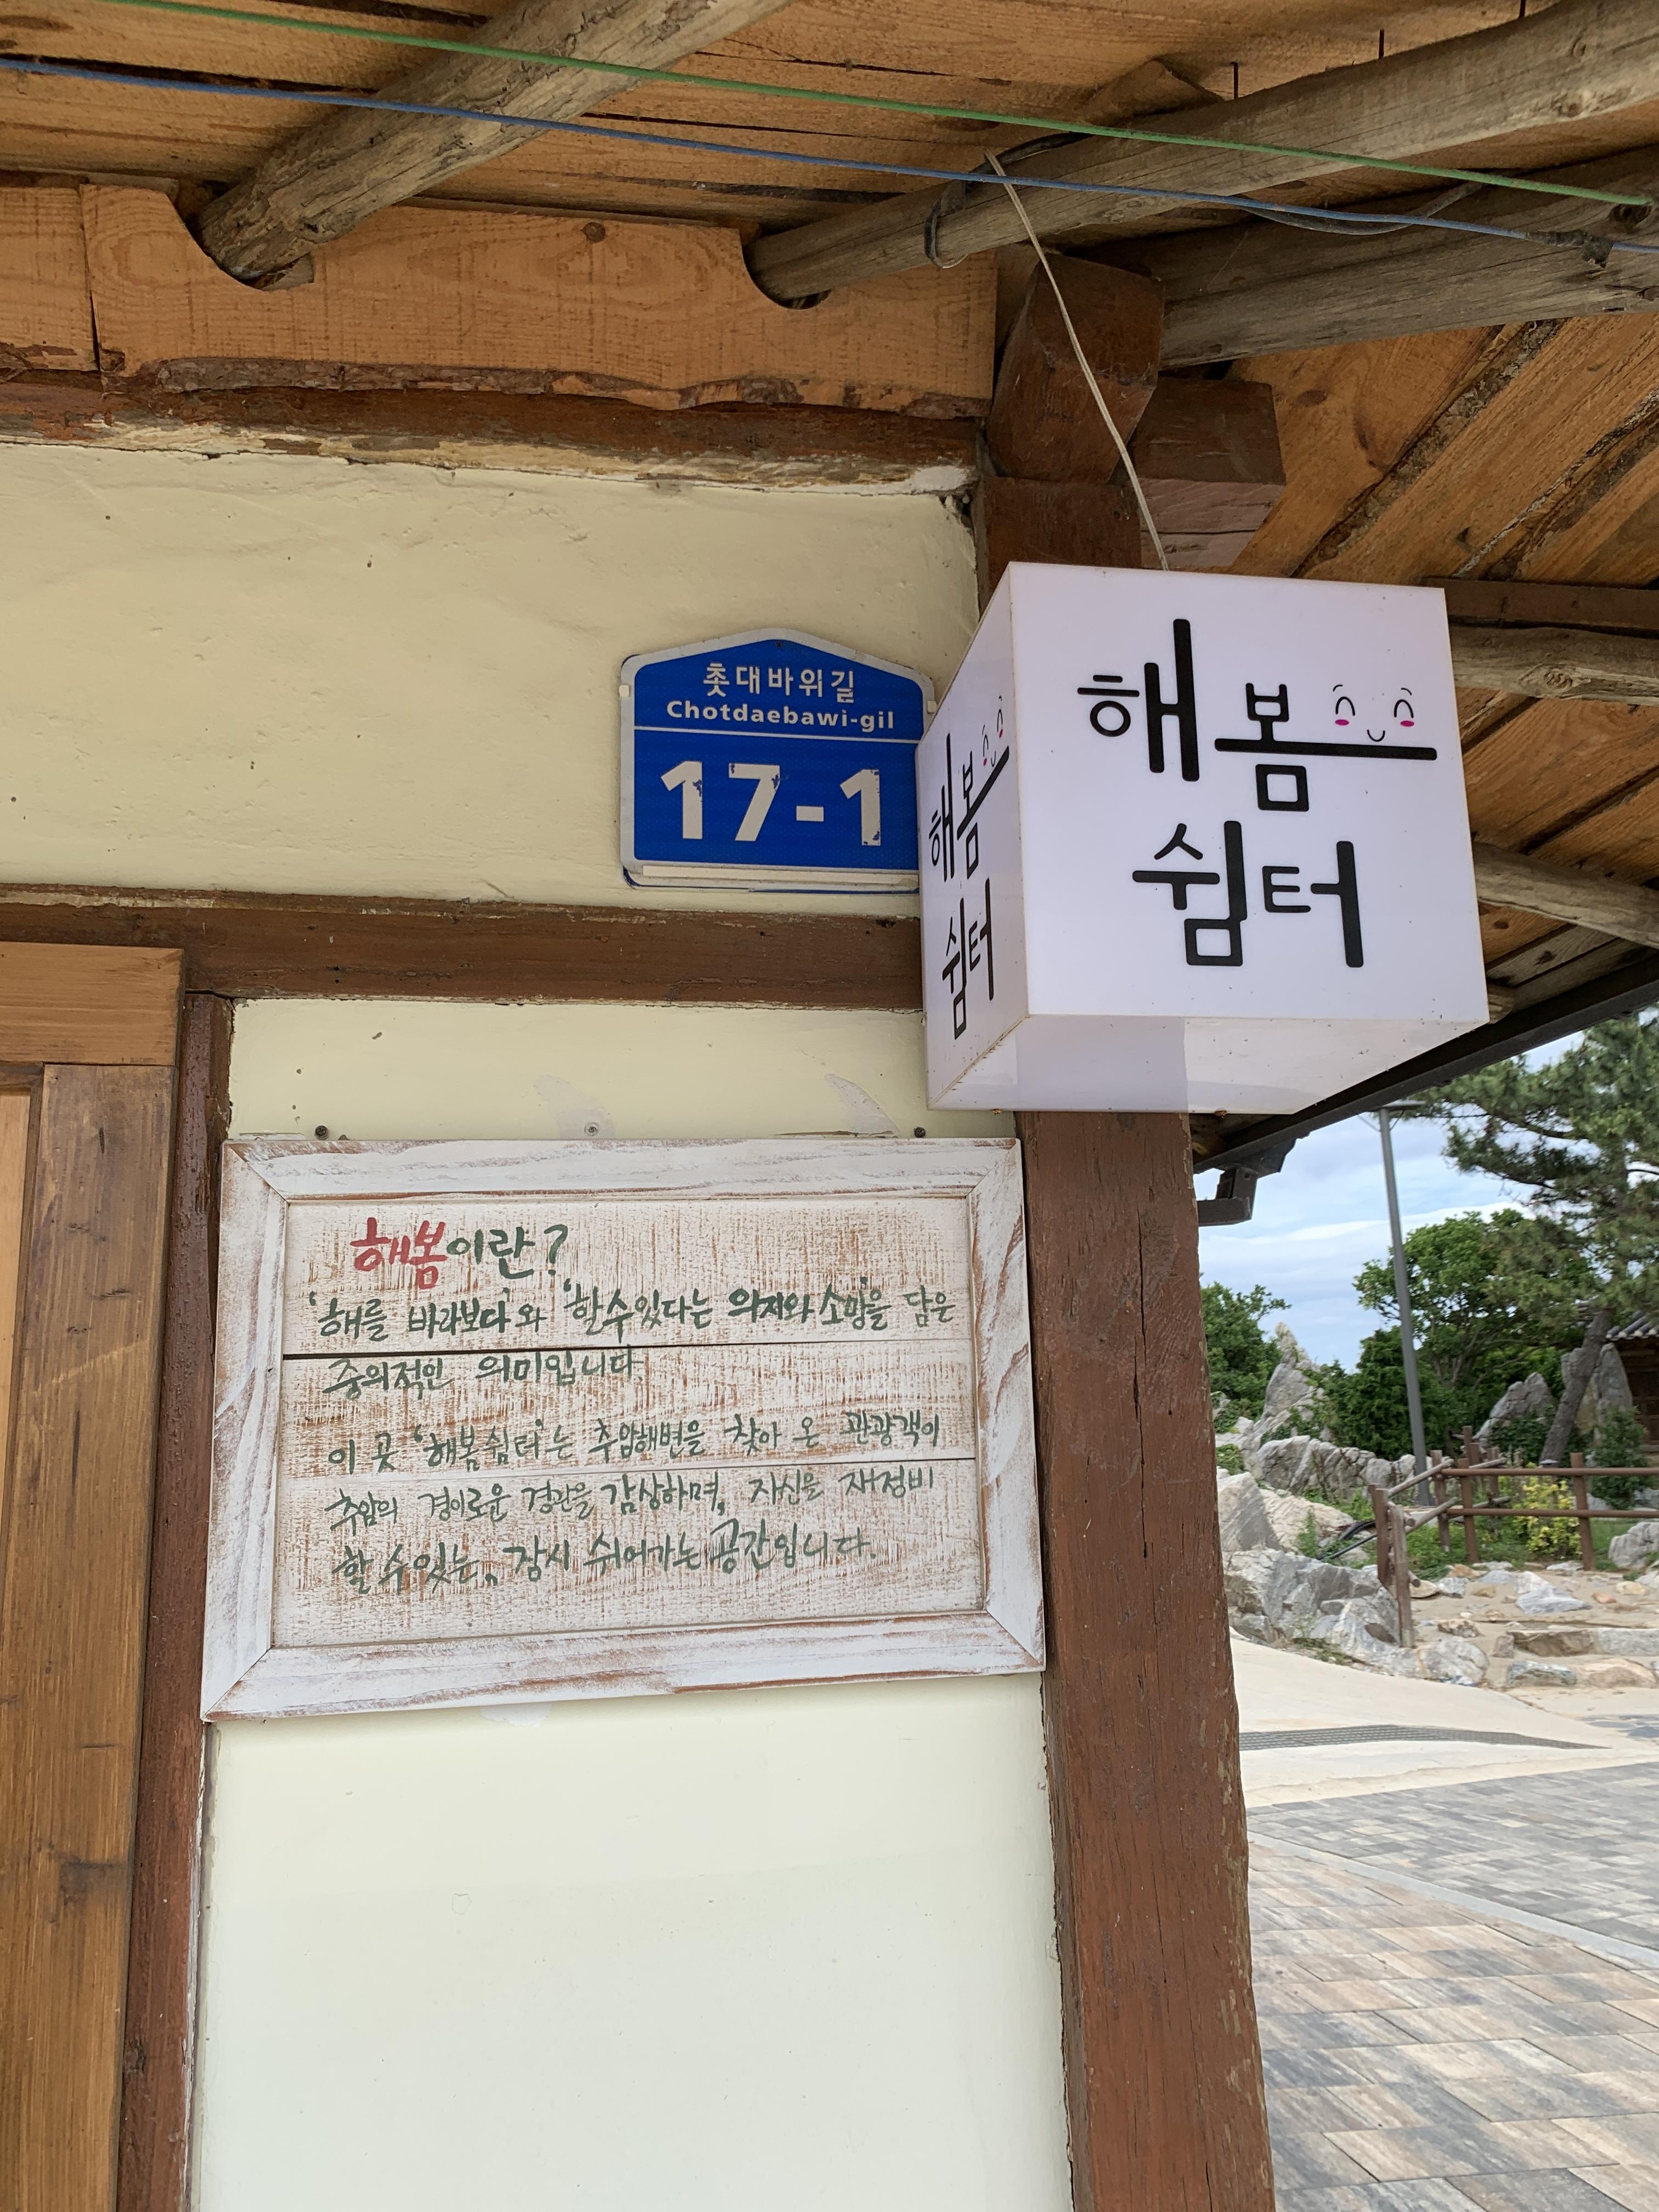 촛대바위길
Chotdaebawi-gil
17-1
해봄
쉼터
해봄
쉼터
해봄이란?
'해를 바라보다'와 '할 수 있다는 의지와 소망'을 담은
중의적인 의미입니다.
이 곳 '해봄쉼터'는 추암해변을 찾아 온 관광객이
추암의 경이로운 경관을 감상하며, 자신을 재정비
할 수 있는, 잠시 쉬어가는 공간입니다.